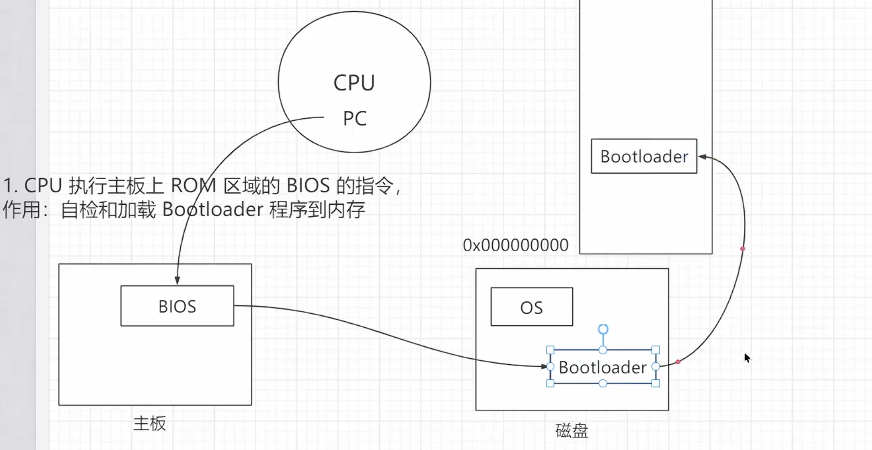 CPU
PC
Bootloader
1. CPU 执行主板上 ROM 区域的 BIOS 的指令，
作用：自检和加载 Bootloader 程序到内存
0x000000000
BIOS
OS
Bootloader
主板
磁盘